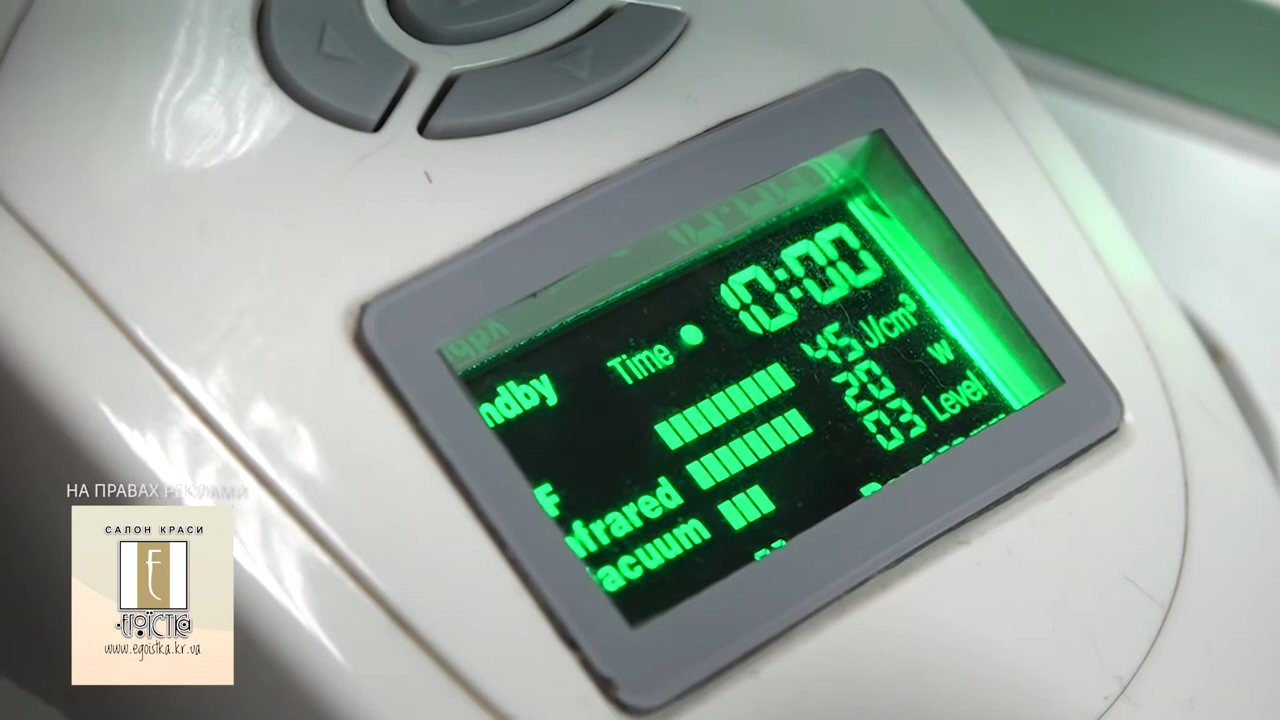 10:00
ndby Time
45 J/cm²
F 20 w
nfrared 03 Level
acuum
НА ПРАВАХ РЕКЛАМИ
САЛОН КРАСИ
ЕГОЇСТКА
www.egoistka.kr.ua